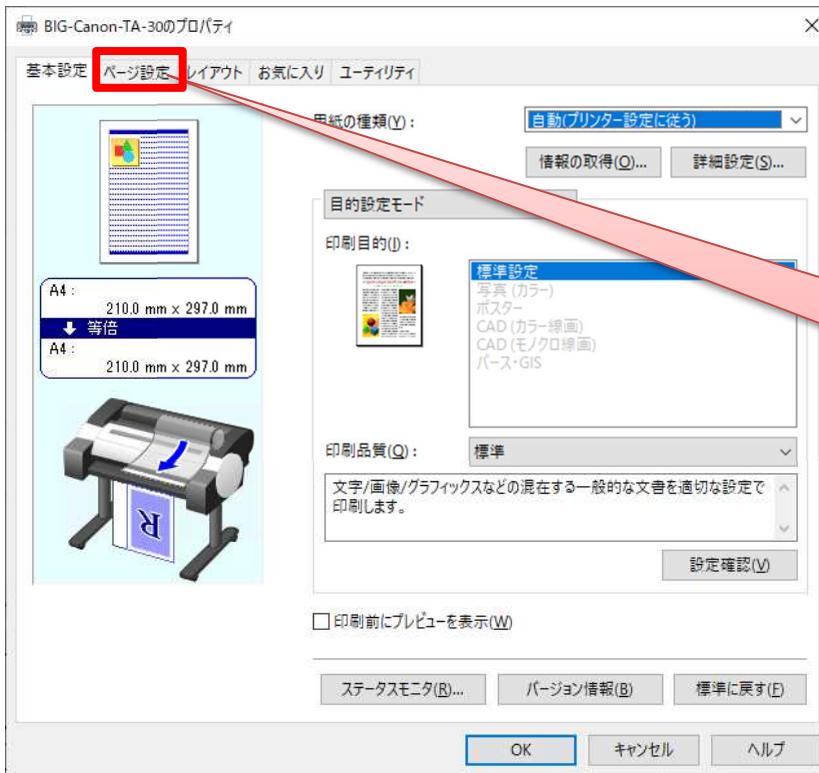 BIG-Canon-TA-30のプロパティ
基本設定 ページ設定 レイアウト お気に入り ユーティリティ
用紙の種類(Y):
自動(プリンター設定に従う)
情報の取得(O)... 詳細設定(S)...
目的設定モード
印刷目的(I):
標準設定
写真 (カラー)
ポスター
CAD (カラー線画)
CAD (モノクロ線画)
パース・GIS
A4:
210.0 mm x 297.0 mm
等倍
A4:
210.0 mm x 297.0 mm
R
印刷品質(Q): 標準
文字/画像/グラフィックスなどの混在する一般的な文書を適切な設定で
印刷します。
設定確認(V)
印刷前にプレビューを表示(W)
ステータスモニタ(R)... バージョン情報(B) 標準に戻す(F)
OK キャンセル ヘルプ